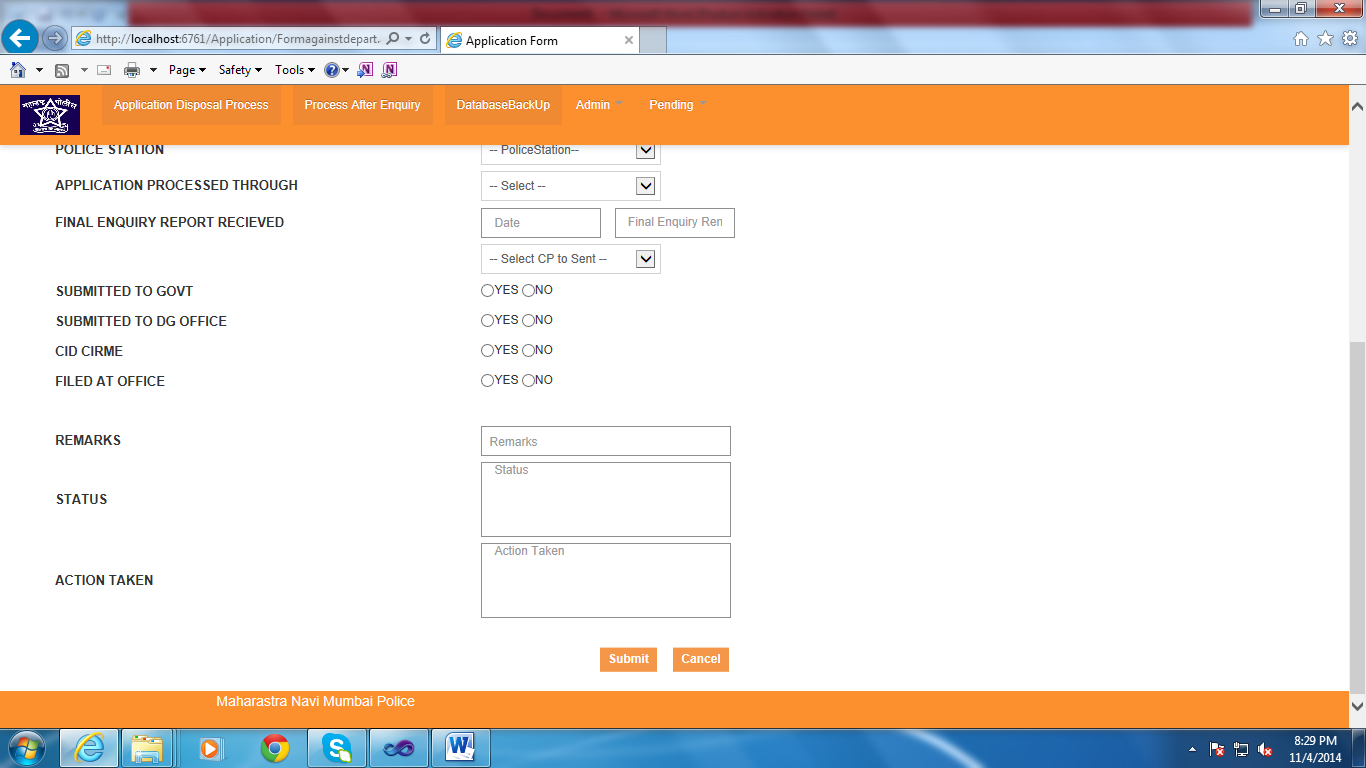 http://localhost:6761/Application/Formagainstdepart.
Application Form
Page Safety Tools
महाराष्ट्र पोलीस
Application Disposal Process Process After Enquiry DatabaseBackUp Admin Pending
POLICE STATION -- PoliceStation--
APPLICATION PROCESSED THROUGH -- Select --
FINAL ENQUIRY REPORT RECIEVED Date Final Enquiry Ren
-- Select CP to Sent --
SUBMITTED TO GOVT YES NO
SUBMITTED TO DG OFFICE YES NO
CID CIRME YES NO
FILED AT OFFICE YES NO
REMARKS Remarks
STATUS Status
ACTION TAKEN Action Taken
Submit Cancel
Maharastra Navi Mumbai Police
8:29 PM
11/4/2014